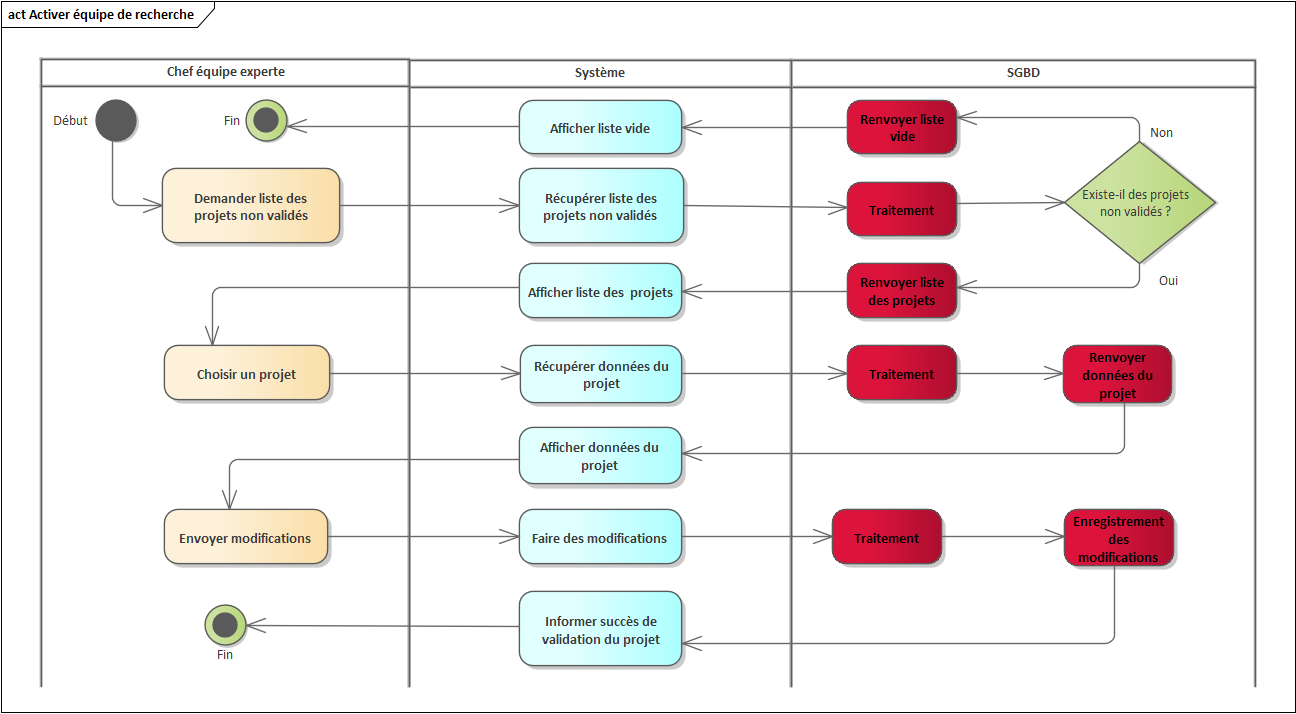 act Activer équipe de recherche
Chef équipe experte
Système
SGBD
Début
Fin
Afficher liste vide
Renvoyer liste
vide
Non
Demander liste des
projets non validés
Récupérer liste des
projets non validés
Traitement
Existe-il des projets
non validés ?
Afficher liste des projets
Renvoyer liste
des projets
Oui
Choisir un projet
Récupérer données du
projet
Traitement
Renvoyer
données du
projet
Afficher données du
projet
Envoyer modifications
Faire des modifications
Traitement
Enregistrement
des
modifications
Informer succès de
validation du projet
Fin